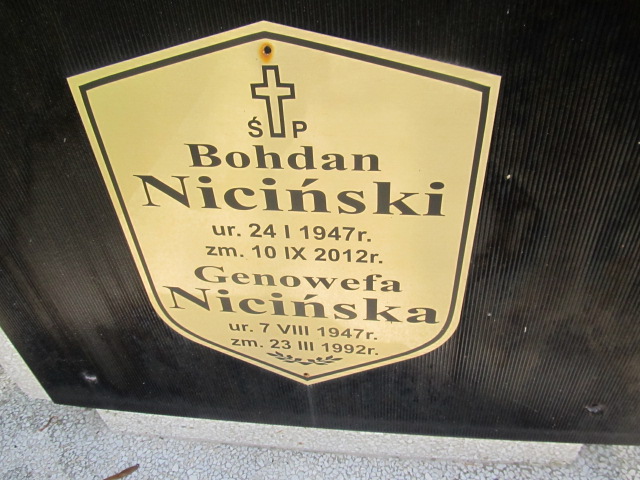 Ś P
Bohdan
Niciński
ur. 24 I 1947r.
zm. 10 IX 2012r.
Genowefa
Nicińska
ur. 7 VIII 1947r.
zm. 23 III 1992r.